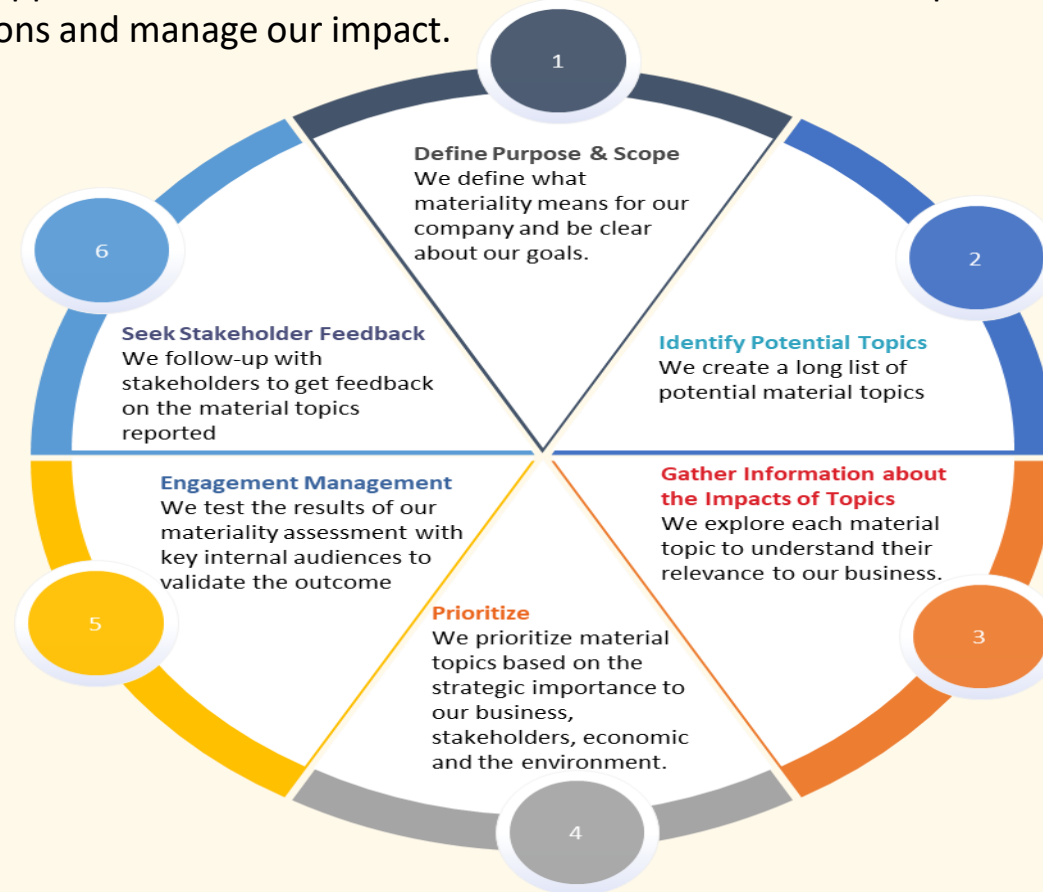 ons and manage our impact.
1
Define Purpose & Scope
We define what
materiality means for our
company and be clear
about our goals.
2
Identify Potential Topics
We create a long list of
potential material topics
Gather Information about
the Impacts of Topics
We explore each material
topic to understand their
relevance to our business.
3
Prioritize
We prioritize material
topics based on the
strategic importance to
our business,
stakeholders, economic
and the environment.
4
Engagement Management
We test the results of our
materiality assessment with
key internal audiences to
validate the outcome
5
6
Seek Stakeholder Feedback
We follow-up with
stakeholders to get feedback
on the material topics
reported